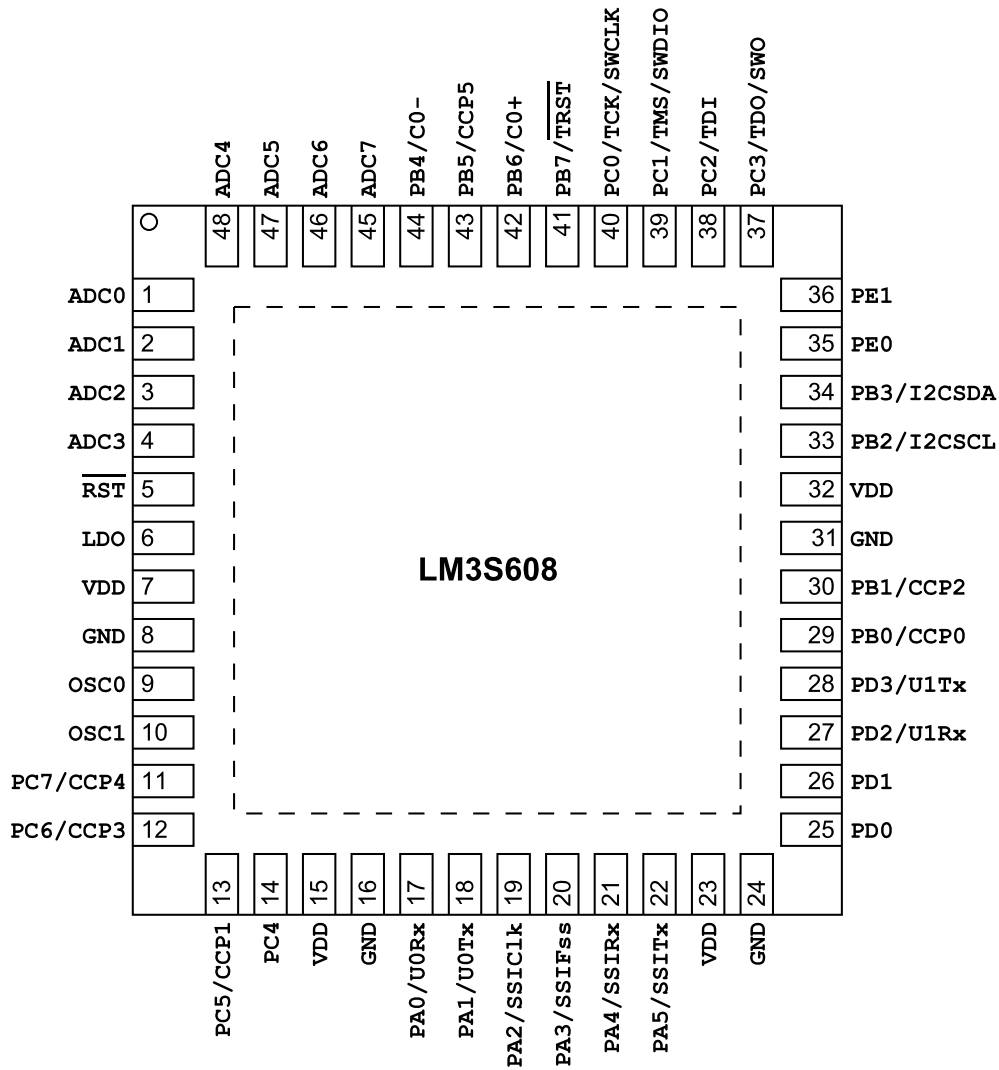 ADC4 48
ADC5 47
ADC6 46
ADC7 45
PB4/C0- 44
PB5/CCP5 43
PB6/C0+ 42
PB7/TRST 41
PC0/TCK/SWCLK 40
PC1/TMS/SWDIO 39
PC2/TDI 38
PC3/TDO/SWO 37
ADC0 1
ADC1 2
ADC2 3
ADC3 4
RST 5
LDO 6
VDD 7
GND 8
OSC0 9
OSC1 10
PC7/CCP4 11
PC6/CCP3 12
LM3S608
36 PE1
35 PE0
34 PB3/I2CSDA
33 PB2/I2CSCL
32 VDD
31 GND
30 PB1/CCP2
29 PB0/CCP0
28 PD3/U1Tx
27 PD2/U1Rx
26 PD1
25 PD0
PC5/CCP1 13
PC4 14
VDD 15
GND 16
PA0/U0Rx 17
PA1/U0Tx 18
PA2/SSIClk 19
PA3/SSIFss 20
PA4/SSIRx 21
PA5/SSITx 22
VDD 23
GND 24